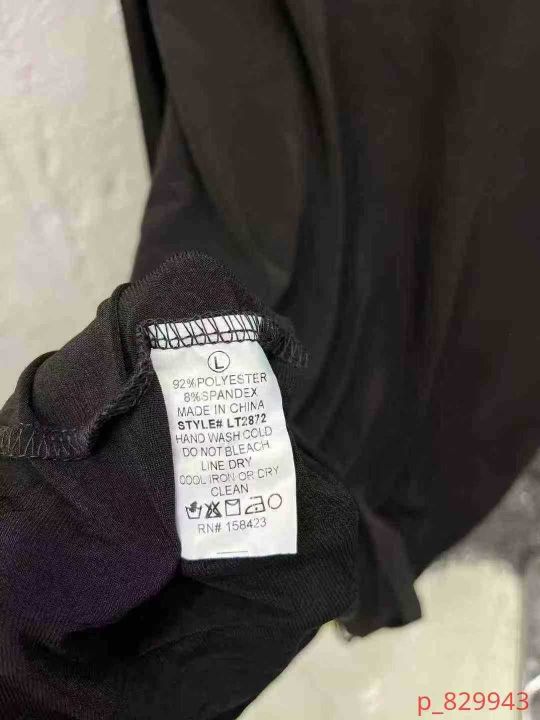 L
92%POLYESTER
8%SPANDEX
MADE IN CHINA
STYLE# LT2872
HAND WASH COLD
DO NOT BLEACH
LINE DRY
COOL IRON OR DRY
CLEAN
RN# 158423
p_829943